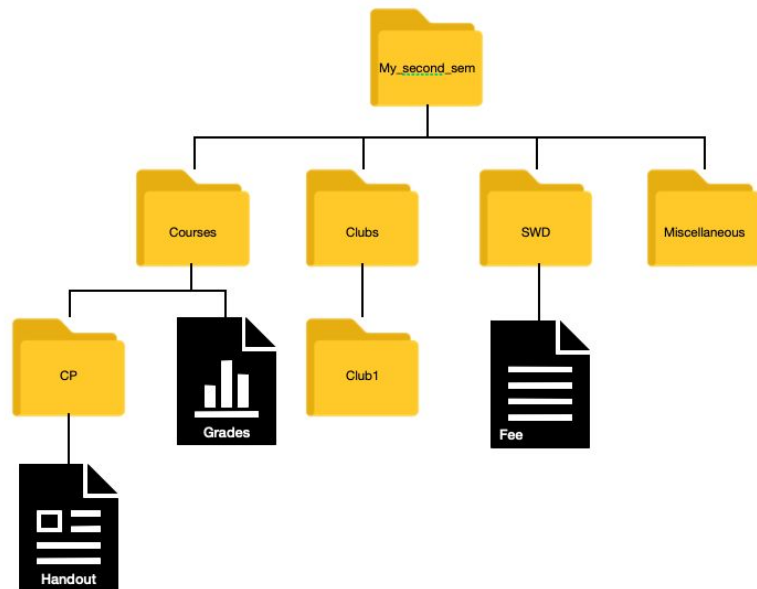 My_second_sem
Courses
Clubs
SWD
Miscellaneous
CP
Grades
Club1
Fee
Handout